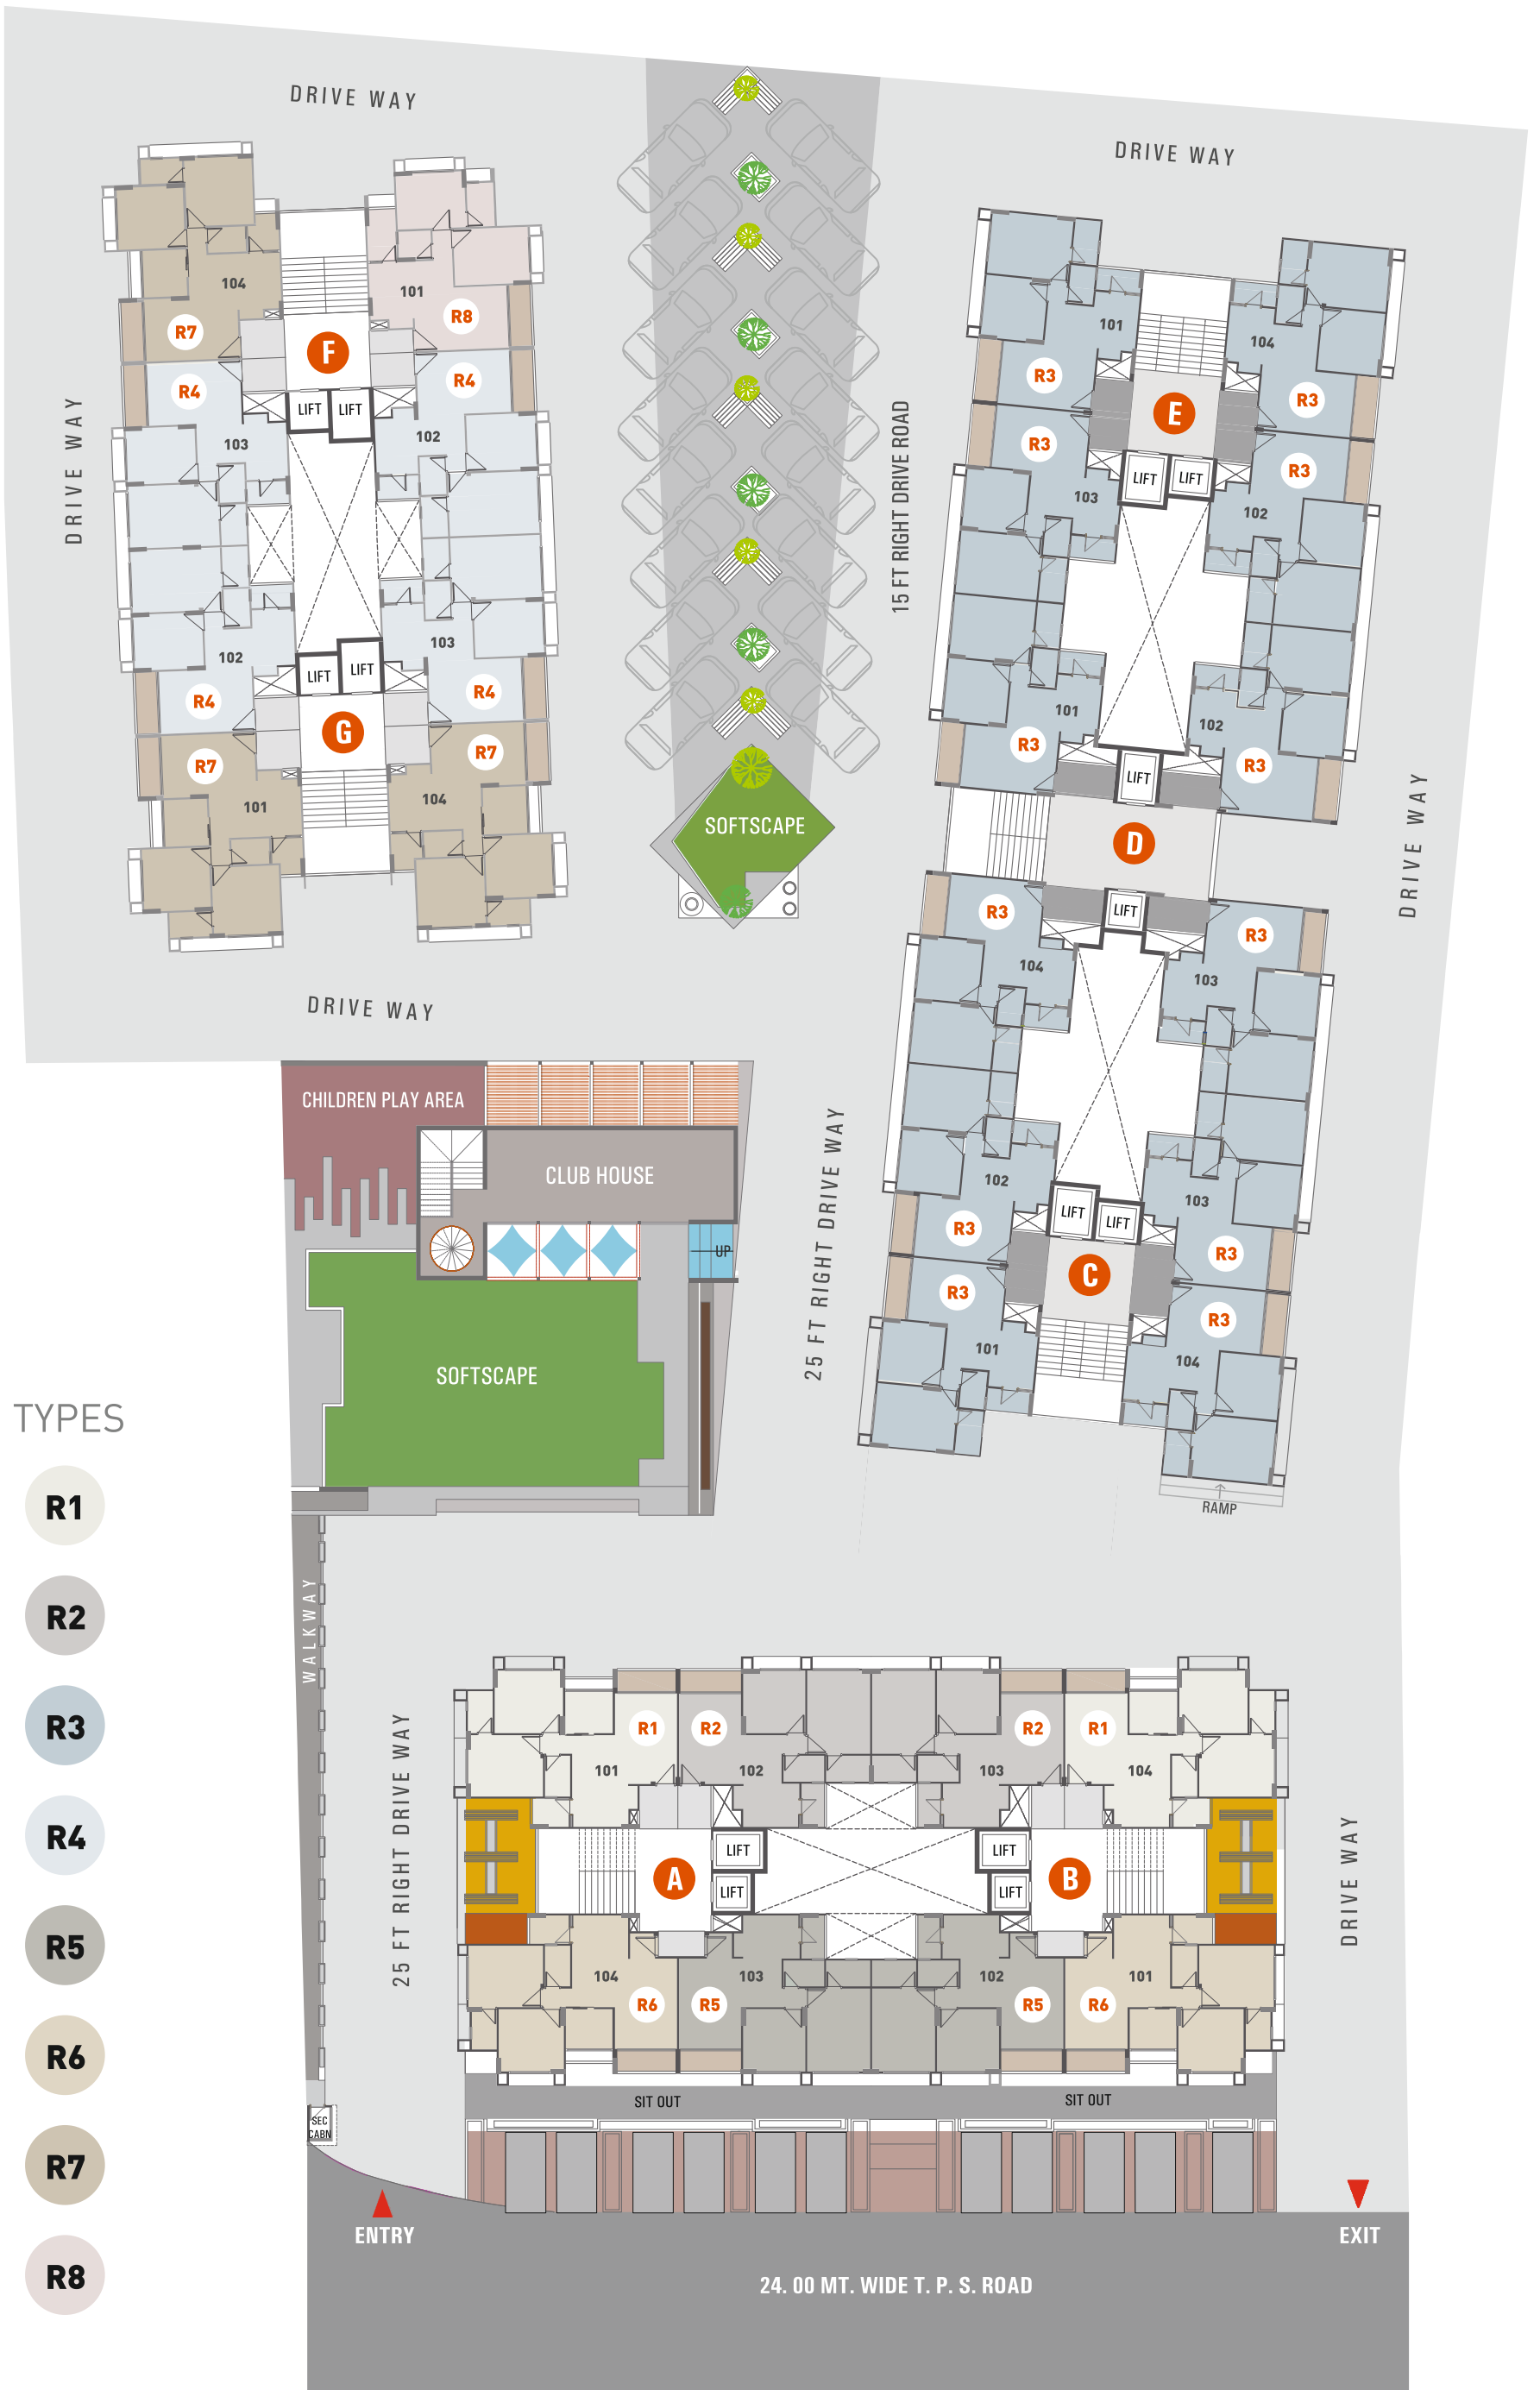 DRIVE WAY
DRIVE WAY
DRIVE WAY
104
R7
101
R8
F
R4
R4
LIFT
LIFT
103
102
102
103
LIFT
LIFT
R4
R4
G
R7
R7
101
104
DRIVE WAY
15 FT RIGHT DRIVE ROAD
SOFTSCAPE
101
104
R3
R3
E
R3
R3
LIFT
LIFT
103
102
101
102
R3
R3
LIFT
D
DRIVE WAY
LIFT
R3
R3
104
103
102
103
LIFT
LIFT
R3
R3
C
R3
R3
101
104
RAMP
25 FT RIGHT DRIVE WAY
CHILDREN PLAY AREA
CLUB HOUSE
UP
SOFTSCAPE
WALKWAY
TYPES
R1
R2
R3
R4
R5
R6
R7
R8
25 FT RIGHT DRIVE WAY
R1
R2
R2
R1
101
102
103
104
LIFT
LIFT
A
B
LIFT
LIFT
104
103
102
101
R6
R5
R5
R6
DRIVE WAY
SIT OUT
SIT OUT
SEC
CABN
ENTRY
EXIT
24. 00 MT. WIDE T. P. S. ROAD